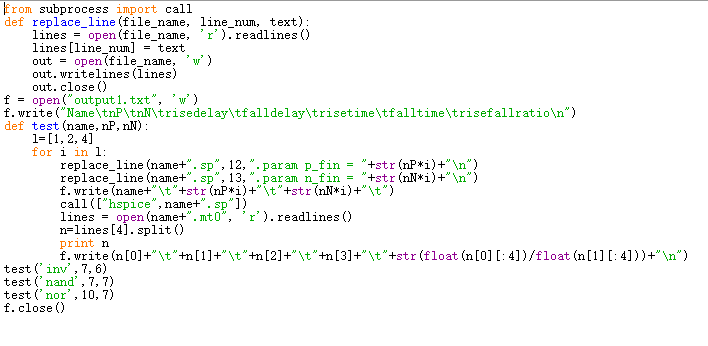 from subprocess import call
def replace_line(file_name, line_num, text):
    lines = open(file_name, 'r').readlines()
    lines[line_num] = text
    out = open(file_name, 'w')
    out.writelines(lines)
    out.close()
f = open("output1.txt", 'w')
f.write("Name\tnP\tnN\trisedelay\tfalldelay\trisetime\tfalltime\trisefallratio\n")
def test(name,nP,nN):
    l=[1,2,4]
    for i in l:
        replace_line(name+".sp",12,".param p_fin = "+str(nP*i)+"\n")
        replace_line(name+".sp",13,".param n_fin = "+str(nN*i)+"\n")
        f.write(name+"\t"+str(nP*i)+"\t"+str(nN*i)+"\t")
        call(["hspice",name+".sp"])
        lines = open(name+".mt0", 'r').readlines()
        n=lines[4].split()
        print n
        f.write(n[0]+"\t"+n[1]+"\t"+n[2]+"\t"+n[3]+"\t"+str(float(n[0][:4])/float(n[1][:4]))+"\n")
test('inv',7,6)
test('nand',7,7)
test('nor',10,7)
f.close()